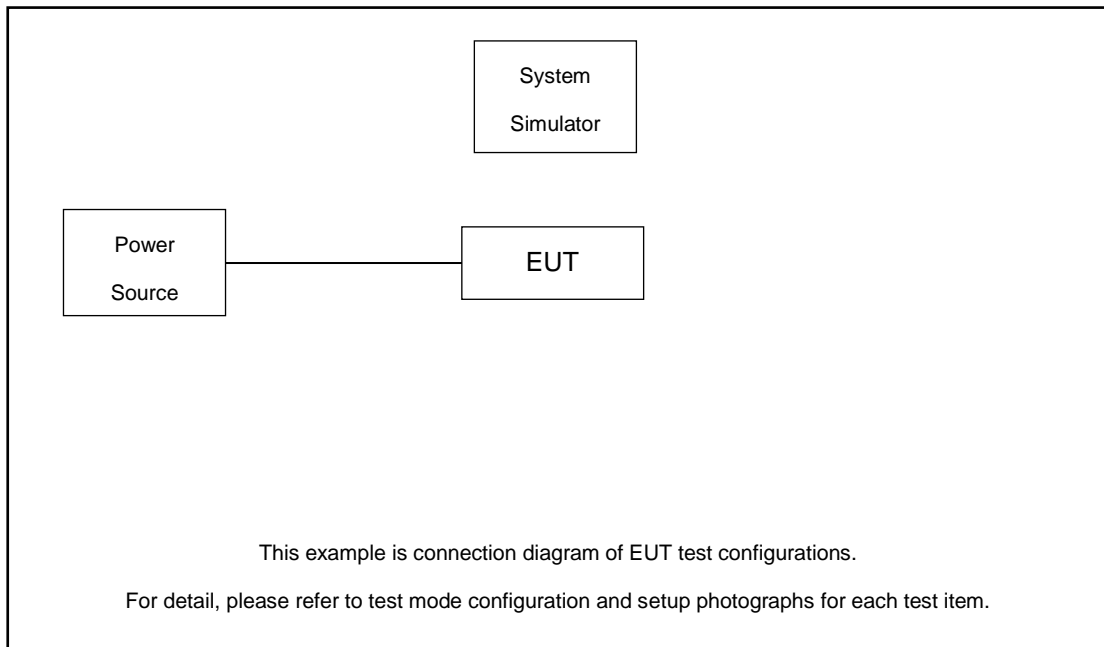 System
Simulator
Power
Source
EUT
This example is connection diagram of EUT test configurations.
For detail, please refer to test mode configuration and setup photographs for each test item.